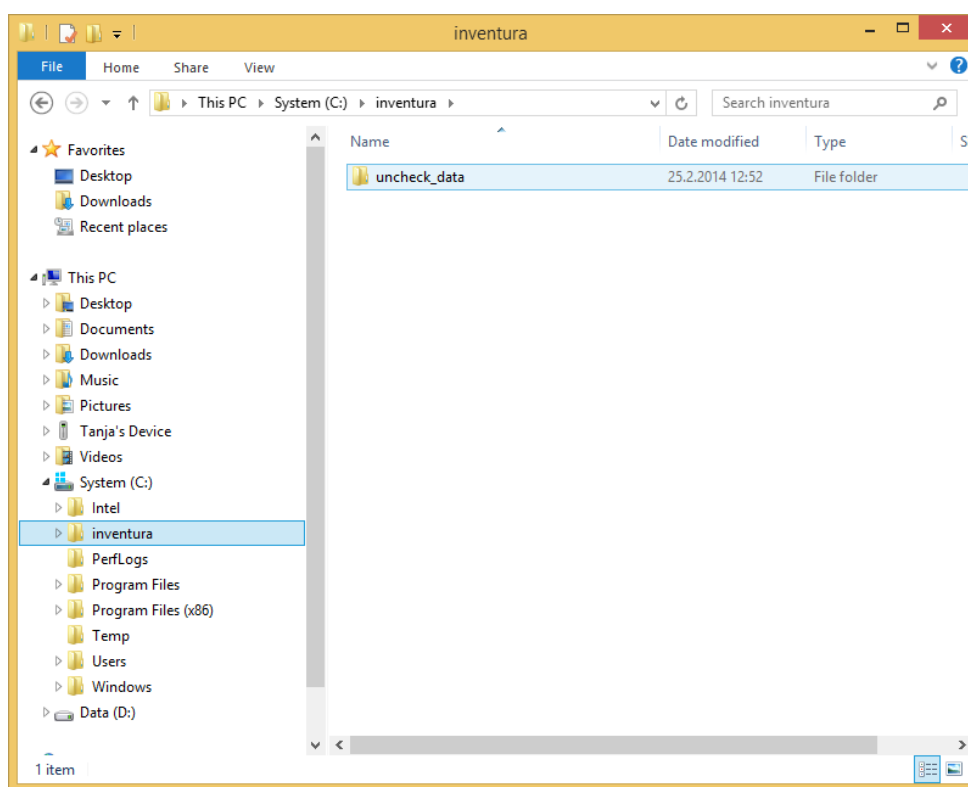 inventura
File Home Share View
This PC System (C:) inventura Search inventura
Name Date modified Type S
uncheck_data 25.2.2014 12:52 File folder
Favorites
Desktop
Downloads
Recent places
This PC
Desktop
Documents
Downloads
Music
Pictures
Tanja's Device
Videos
System (C:)
Intel
inventura
PerfLogs
Program Files
Program Files (x86)
Temp
Users
Windows
Data (D:)
1 item